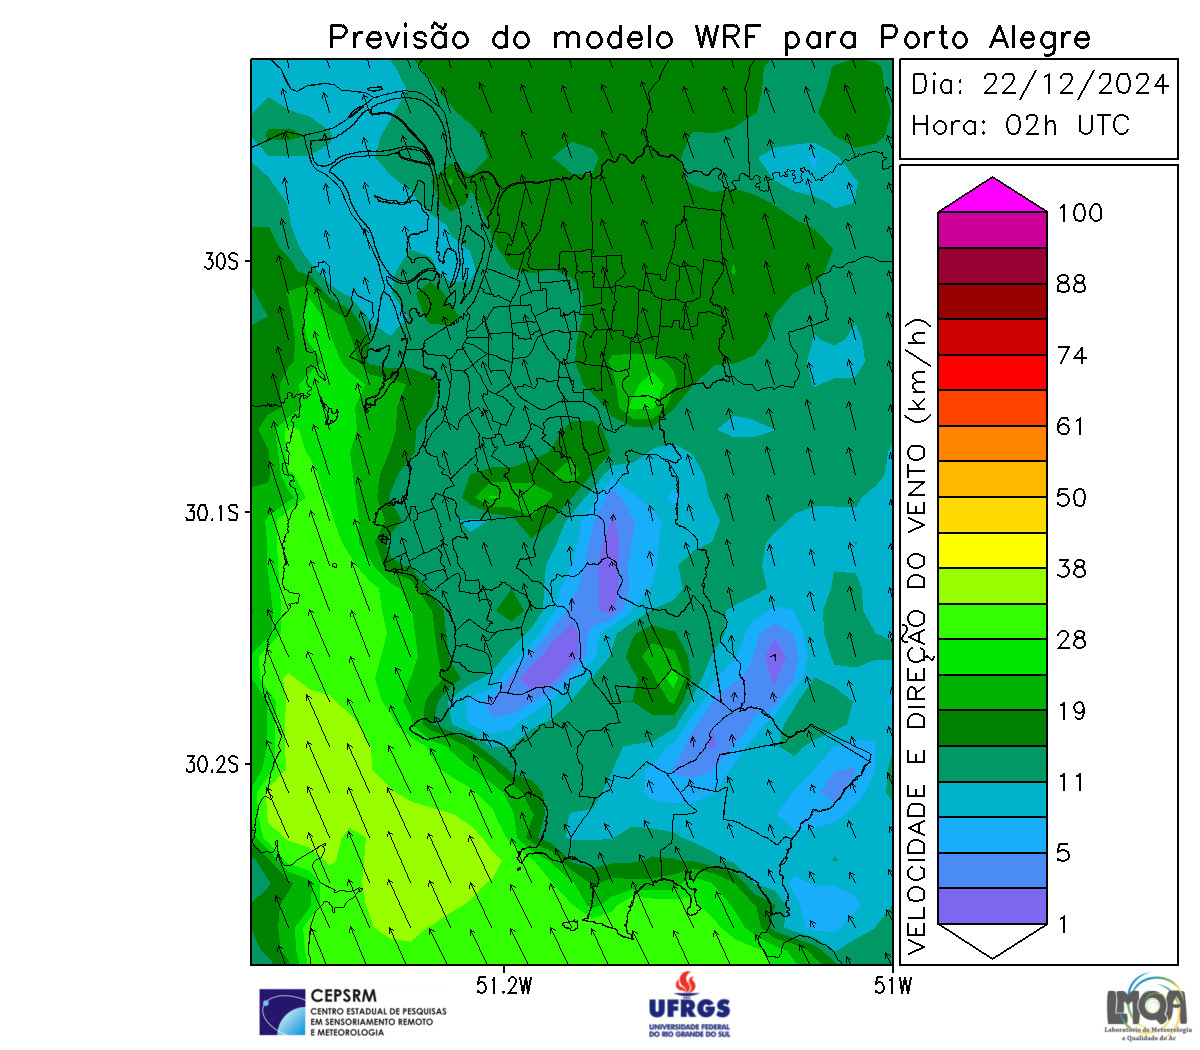 Previsão do modelo WRF para Porto Alegre
Dia: 22/12/2024
Hora: 02h UTC
30S
30.1S
30.2S
51.2W
51W
VELOCIDADE E DIREÇÃO DO VENTO (km/h)
100
88
74
61
50
38
28
19
11
5
1
CEPSRM
CENTRO ESTADUAL DE PESQUISAS
EM SENSORIAMENTO REMOTO
E METEOROLOGIA
UFRGS
UNIVERSIDADE FEDERAL
DO RIO GRANDE DO SUL
LMQA
Laboratório de Meteorologia
e Qualidade do Ar